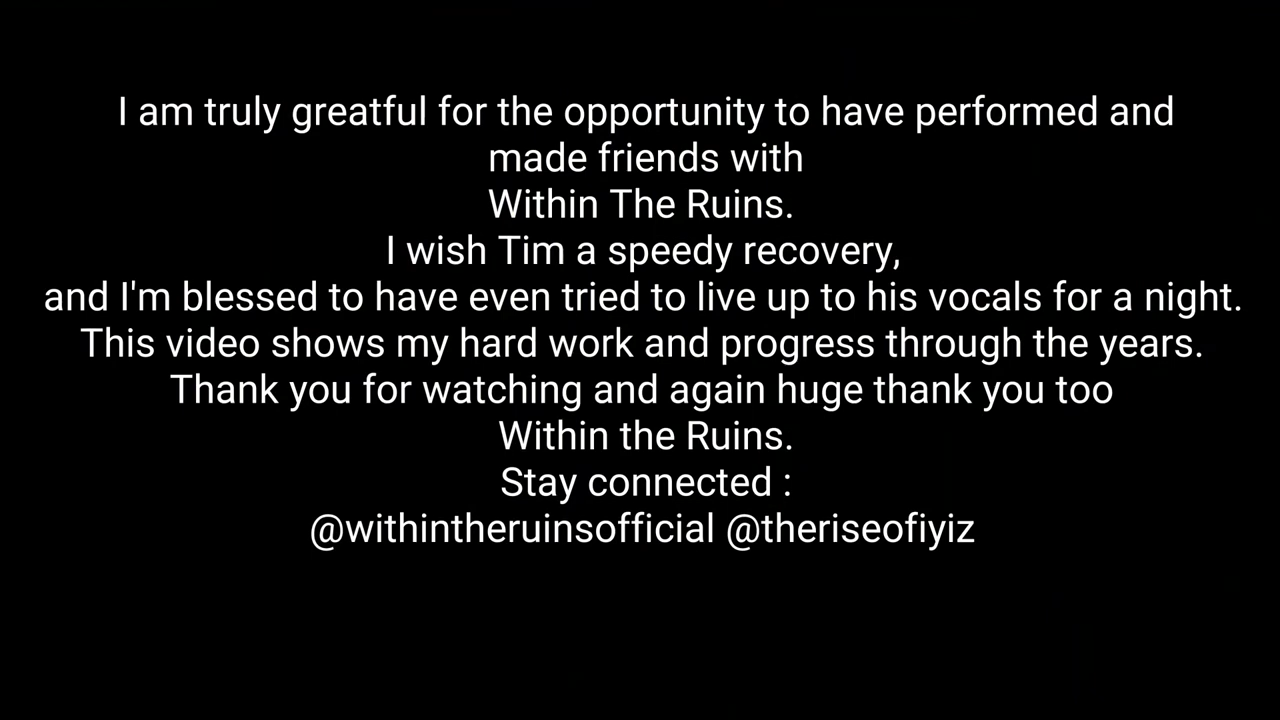 I am truly greatful for the opportunity to have performed and
made friends with
Within The Ruins.
I wish Tim a speedy recovery,
and I'm blessed to have even tried to live up to his vocals for a night.
This video shows my hard work and progress through the years.
Thank you for watching and again huge thank you too
Within the Ruins.
Stay connected :
@withintheruinsofficial @theriseofiyiz